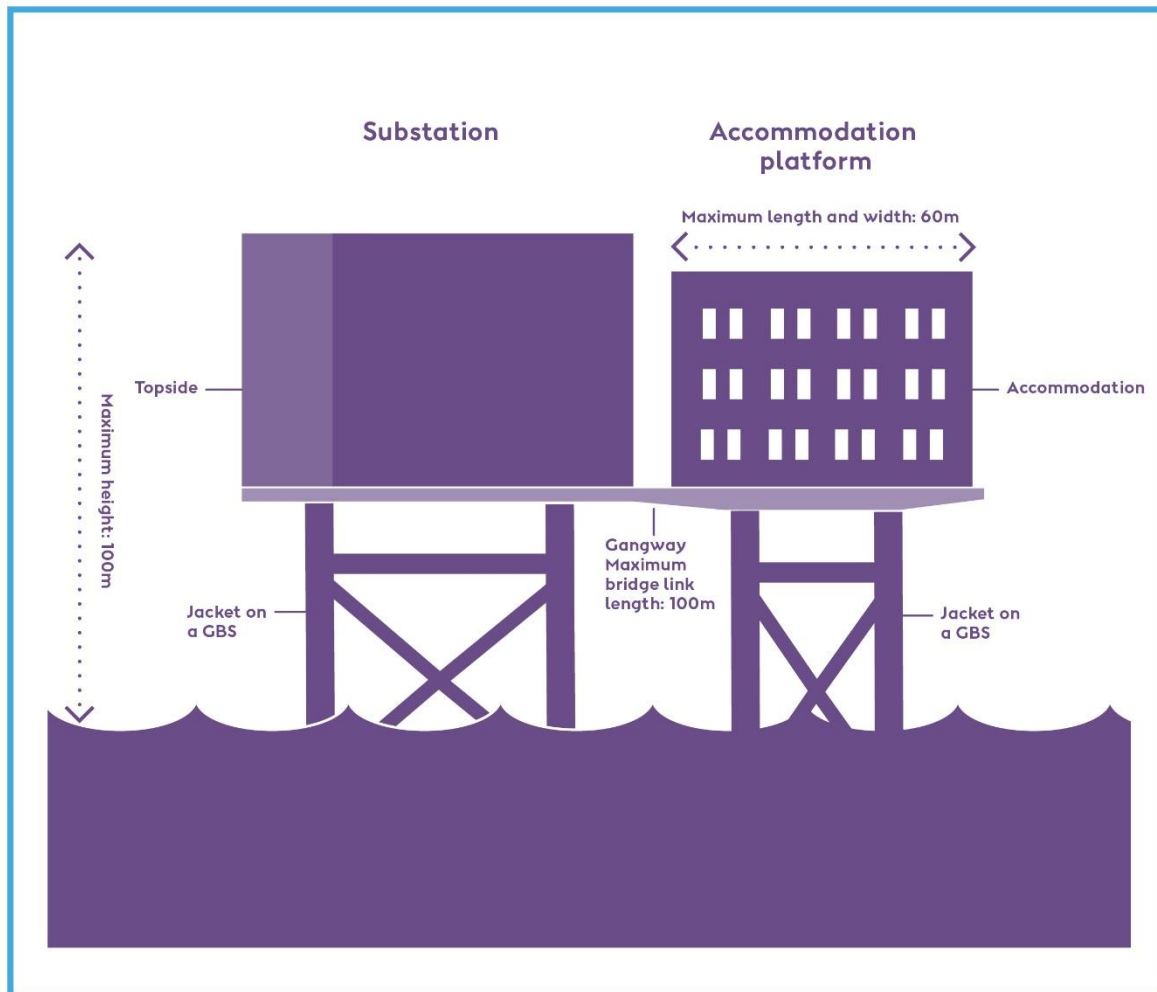 Substation
Accommodation
platform
Maximum length and width: 60m
Maximum height: 100m
Topside
Accommodation
Gangway
Maximum
bridge link
length: 100m
Jacket on
a GBS
Jacket on
a GBS